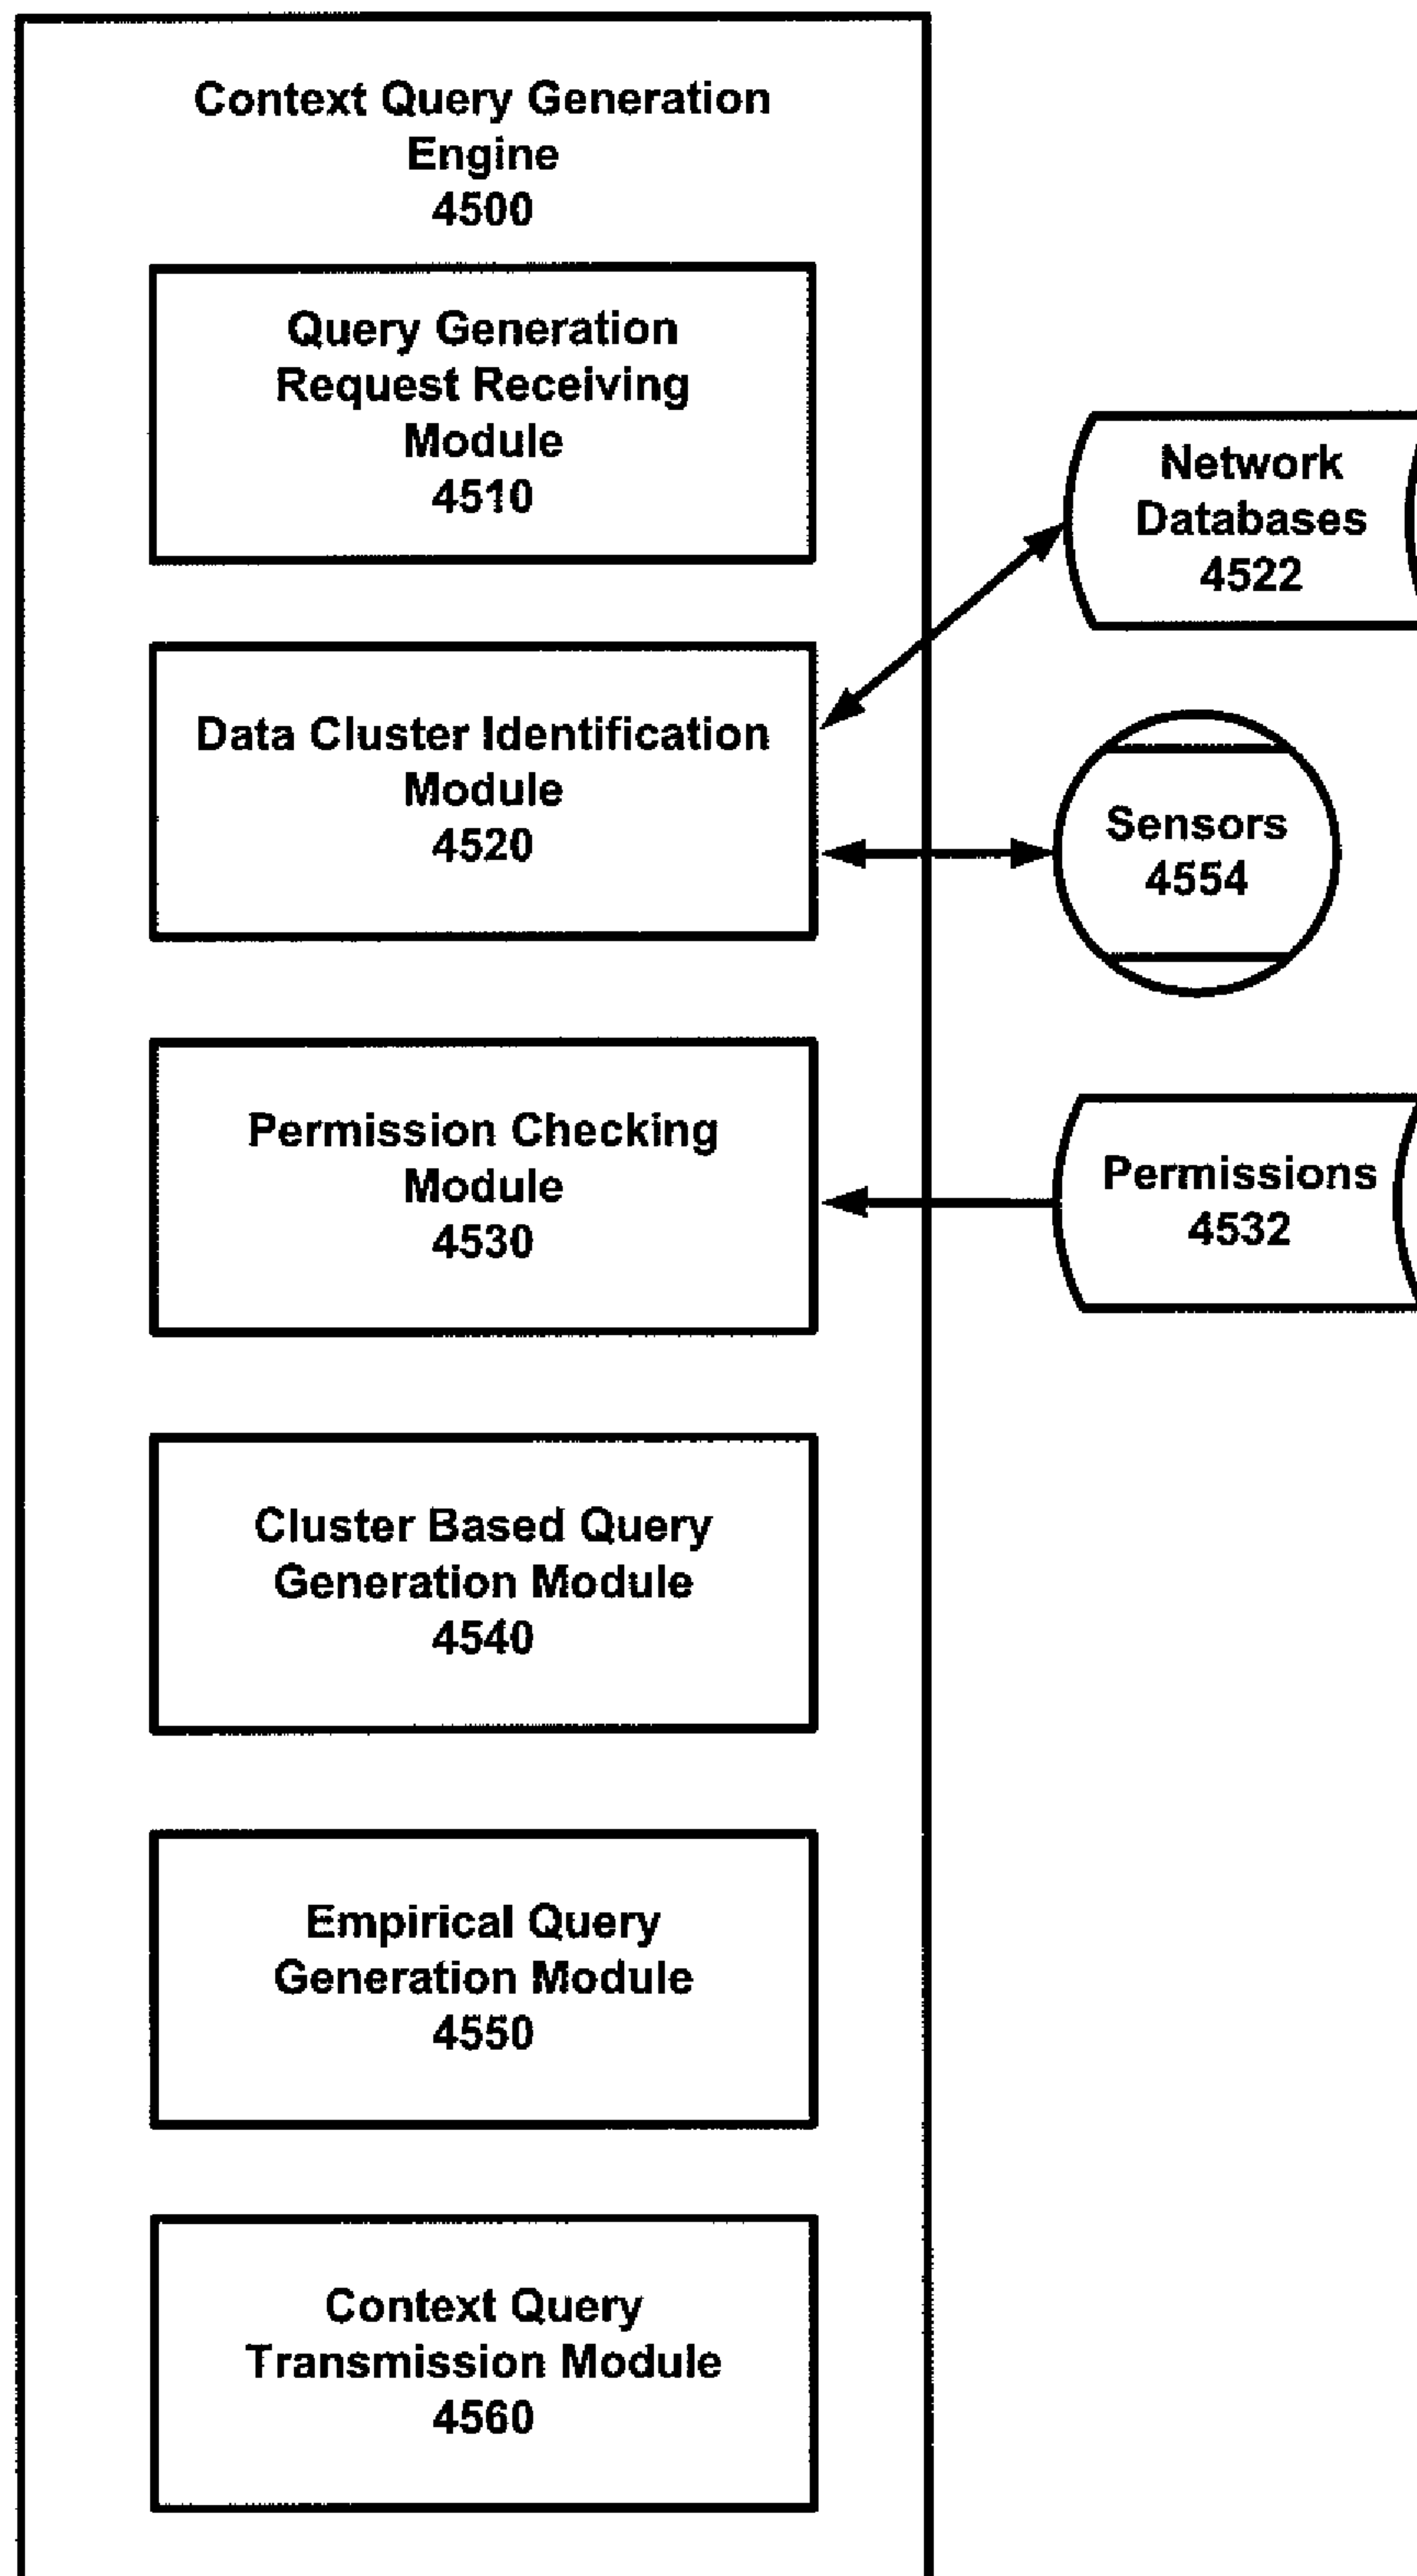 Context Query Generation
Engine
4500
Query Generation
Request Receiving
Module
4510
Network
Databases
4522
Data Cluster Identification
Module
4520
Sensors
4554
Permission Checking
Module
4530
Permissions
4532
Cluster Based Query
Generation Module
4540
Empirical Query
Generation Module
4550
Context Query
Transmission Module
4560